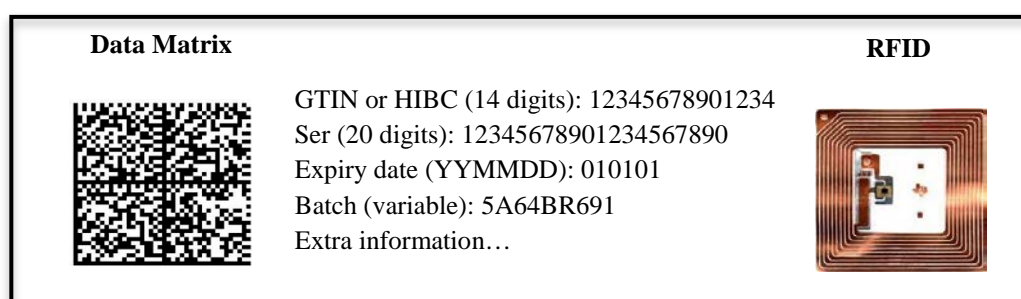 Data Matrix
RFID
GTIN or HIBC (14 digits): 12345678901234
Ser (20 digits): 12345678901234567890
Expiry date (YYMMDD): 010101
Batch (variable): 5A64BR691
Extra information…